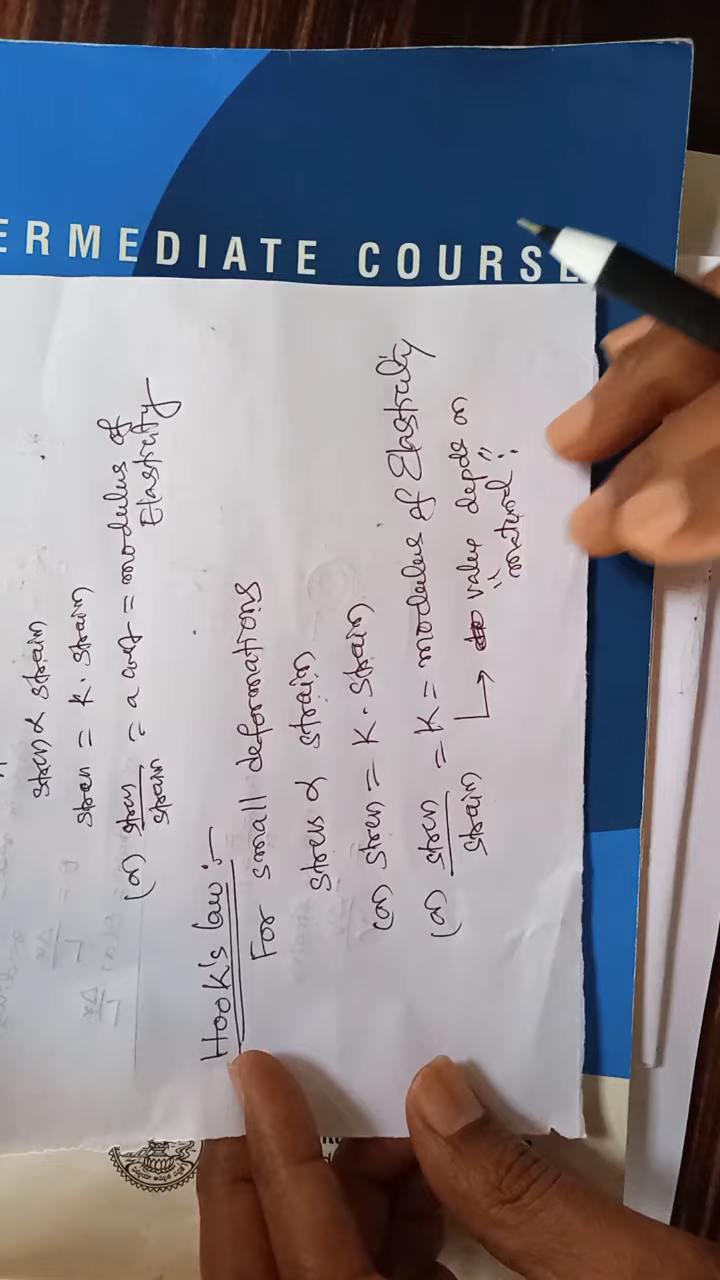 ERMEDIATE COURSE
stress ∝ strain
stress = K . strain
(or) stress/strain = a const = modulus of Elasticity
Hook's law :-
For small deformations
stress ∝ strain
(or) stress = K . strain
(or) stress/strain = K = modulus of Elasticity
↳ value depds on
"material".